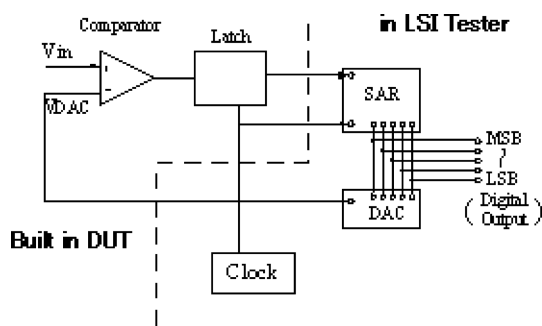 Comparator
in LSI Tester
Vin
Latch
+
SAR
VDAC
-
MSB
~
LSB
(Digital
Output)
DAC
Built in DUT
Clock